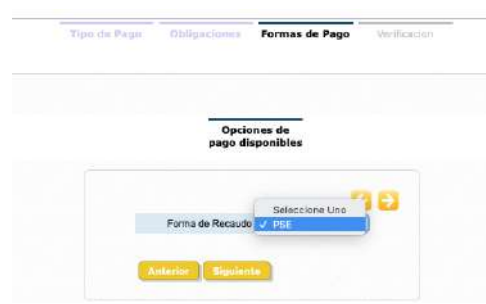 Tipo de Pago Obligaciones Formas de Pago Verificacion
Opciones de
pago disponibles
Seleccione Uno
Forma de Recaudo ✓ PSE
Anterior Siguiente